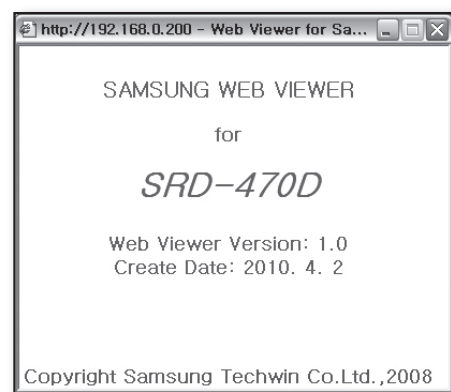 http://192.168.0.200 - Web Viewer for Sa...
SAMSUNG WEB VIEWER
for
SRD-470D
Web Viewer Version: 1.0
Create Date: 2010. 4. 2
Copyright Samsung Techwin Co.Ltd.,2008